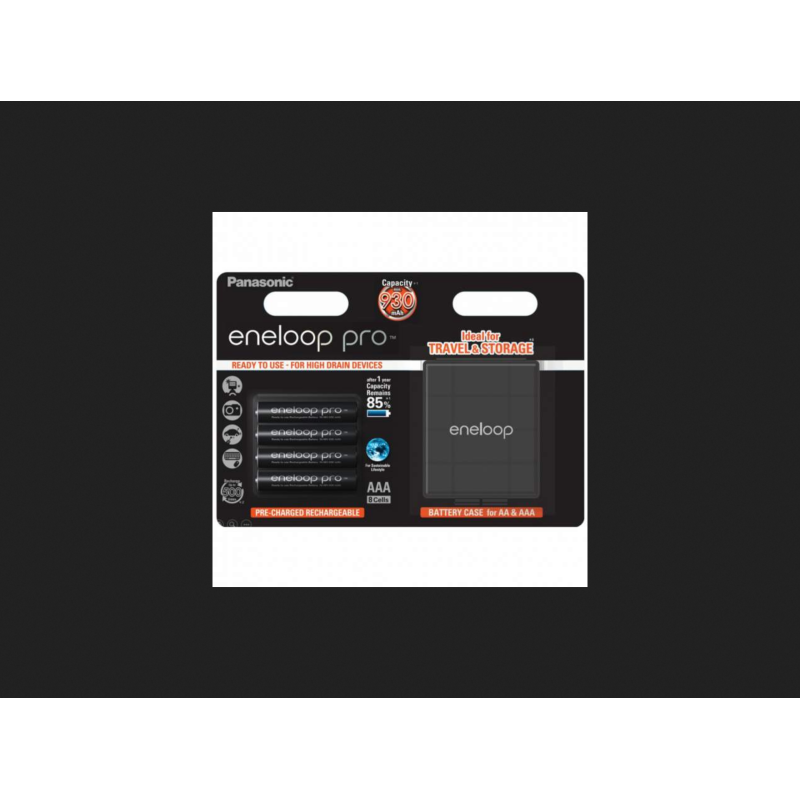 Panasonic
Capacity
930
mAh
eneloop pro™
READY TO USE - FOR HIGH DRAIN DEVICES
Ideal for
TRAVEL & STORAGE
after 1 year
Capacity
Remains
85%
eneloop pro
eneloop pro
eneloop pro
eneloop pro
For Sustainable
Lifestyle
AAA
8 Cells
500
PRE-CHARGED RECHARGEABLE
eneloop
BATTERY CASE for AA & AAA